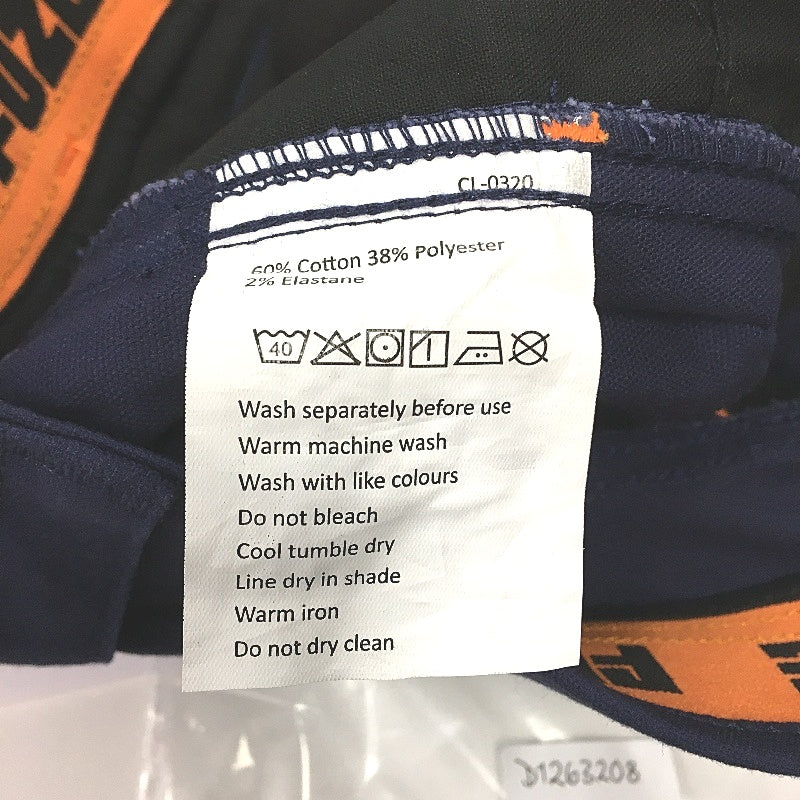 CL-0320
60% Cotton 38% Polyester
2% Elastane
40
Wash separately before use
Warm machine wash
Wash with like colours
Do not bleach
Cool tumble dry
Line dry in shade
Warm iron
Do not dry clean
D1263208